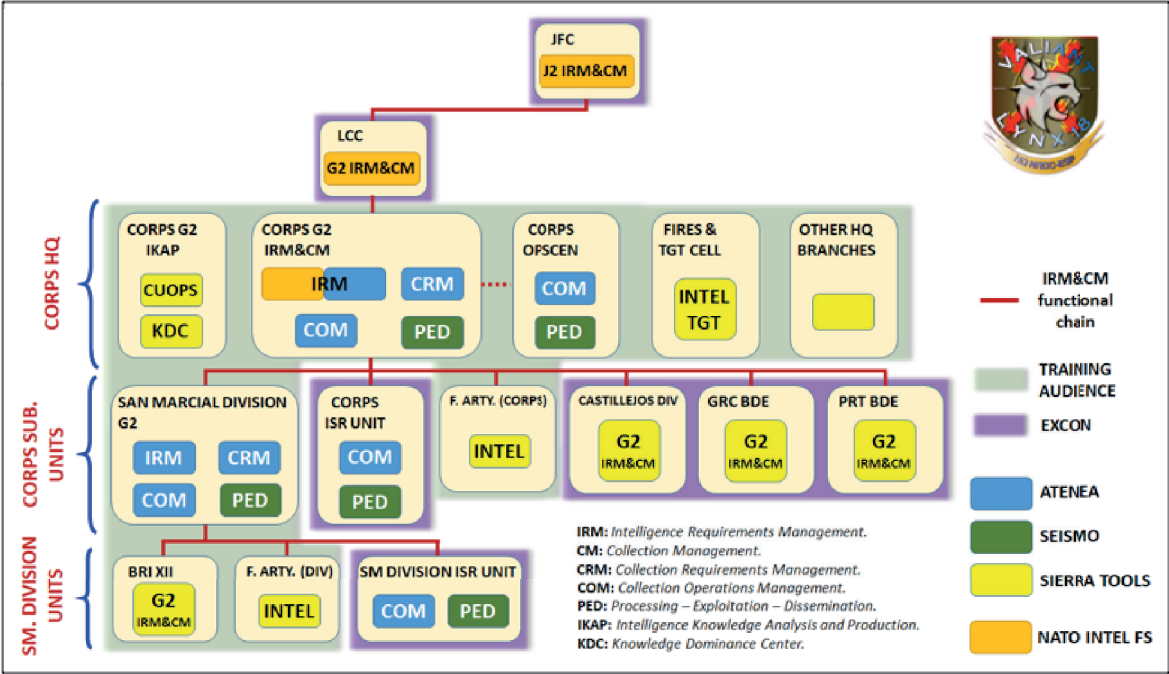 JFC
J2 IRM&CM
VALIANT
LYNX 18
LCC
G2 IRM&CM
CORPS HQ
CORPS G2
IKAP
CUOPS
KDC
CORPS G2
IRM&CM
IRM
CRM
COM
PED
CORPS
OPSCEN
COM
PED
FIRES &
TGT CELL
INTEL
TGT
OTHER HQ
BRANCHES
IRM&CM
functional
chain
TRAINING
AUDIENCE
EXCON
ATENEA
SEISMO
SIERRA TOOLS
NATO INTEL FS
CORPS SUB.
UNITS
SAN MARCIAL DIVISION
G2
IRM
CRM
COM
PED
CORPS
ISR UNIT
COM
PED
F. ARTY. (CORPS)
INTEL
CASTILLEJOS DIV
G2
IRM&CM
GRC BDE
G2
IRM&CM
PRT BDE
G2
IRM&CM
SM. DIVISION
UNITS
BRI XII
G2
IRM&CM
F. ARTY. (DIV)
INTEL
SM DIVISION ISR UNIT
COM
PED
IRM: Intelligence Requirements Management.
CM: Collection Management.
CRM: Collection Requirements Management.
COM: Collection Operations Management.
PED: Processing – Exploitation – Dissemination.
IKAP: Intelligence Knowledge Analysis and Production.
KDC: Knowledge Dominance Center.